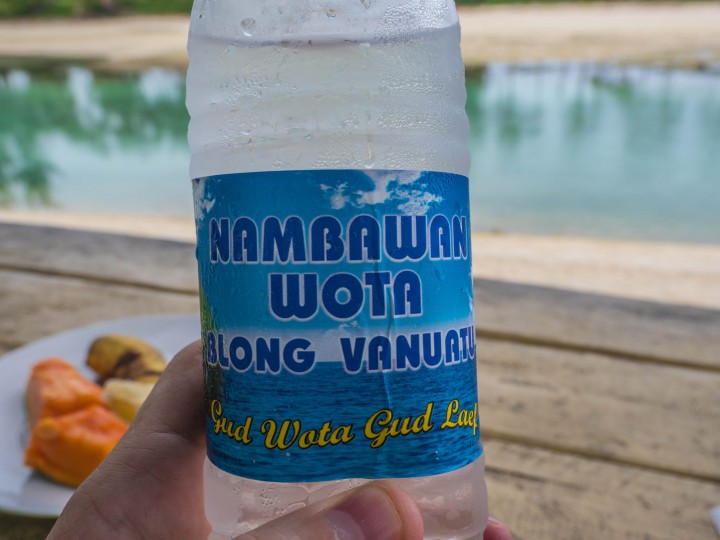 NAMBAWAN
WOTA
BLONG VANUATU
Gud Wota Gud Laef